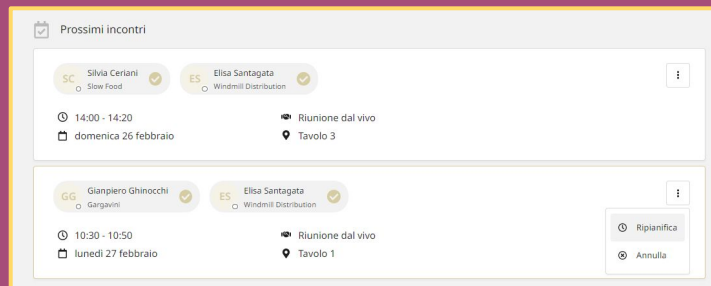 Prossimi incontri
SC Silvia Ceriani
Slow Food
ES Elisa Santagata
Windmill Distribution
14:00 - 14:20
Riunione dal vivo
domenica 26 febbraio
Tavolo 3
GG Gianpiero Ghinocchi
Gargavini
ES Elisa Santagata
Windmill Distribution
10:30 - 10:50
Riunione dal vivo
lunedì 27 febbraio
Tavolo 1
Ripianifica
Annulla